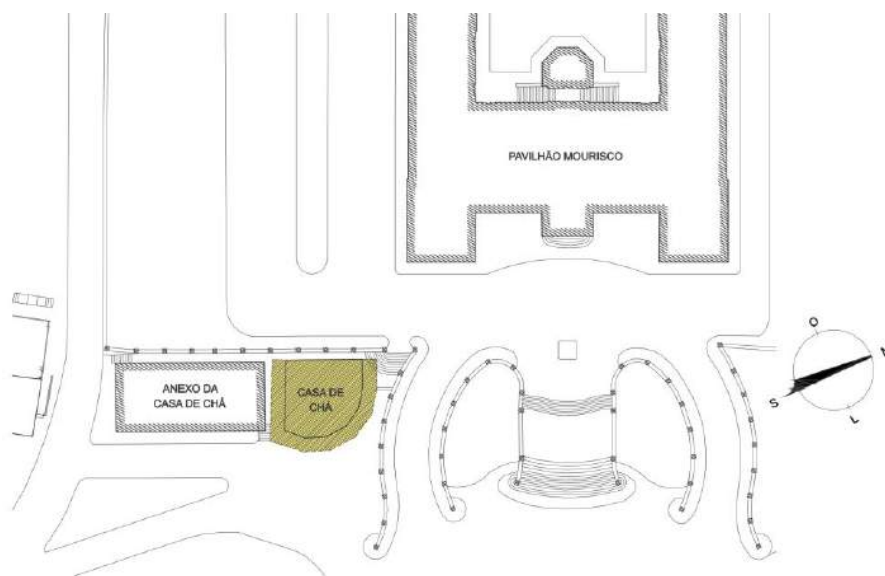 PAVILHÃO MOURISCO
ANEXO DA
CASA DE CHÁ
CASA DE
CHÁ
O
S
L